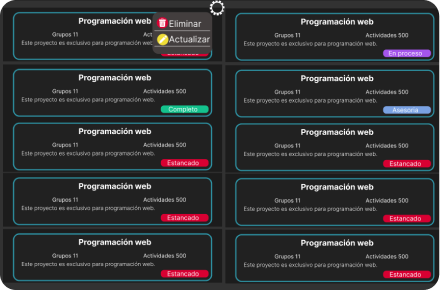 Programación web
Grupos 11 Act
Este proyecto es exclusivo para programación
Estancado
Eliminar
Actualizar
Programación web
Grupos 11 Actividades 500
Este proyecto es exclusivo para programación web.
En proceso
Programación web
Grupos 11 Actividades 500
Este proyecto es exclusivo para programación web.
Completo
Programación web
Grupos 11 Actividades 500
Este proyecto es exclusivo para programación web.
Asesoria
Programación web
Grupos 11 Actividades 500
Este proyecto es exclusivo para programación web.
Estancado
Programación web
Grupos 11 Actividades 500
Este proyecto es exclusivo para programación web.
Estancado
Programación web
Grupos 11 Actividades 500
Este proyecto es exclusivo para programación web.
Estancado
Programación web
Grupos 11 Actividades 500
Este proyecto es exclusivo para programación web.
Estancado
Programación web
Grupos 11 Actividades 500
Este proyecto es exclusivo para programación web.
Estancado
Programación web
Grupos 11 Actividades 500
Este proyecto es exclusivo para programación web.
Estancado